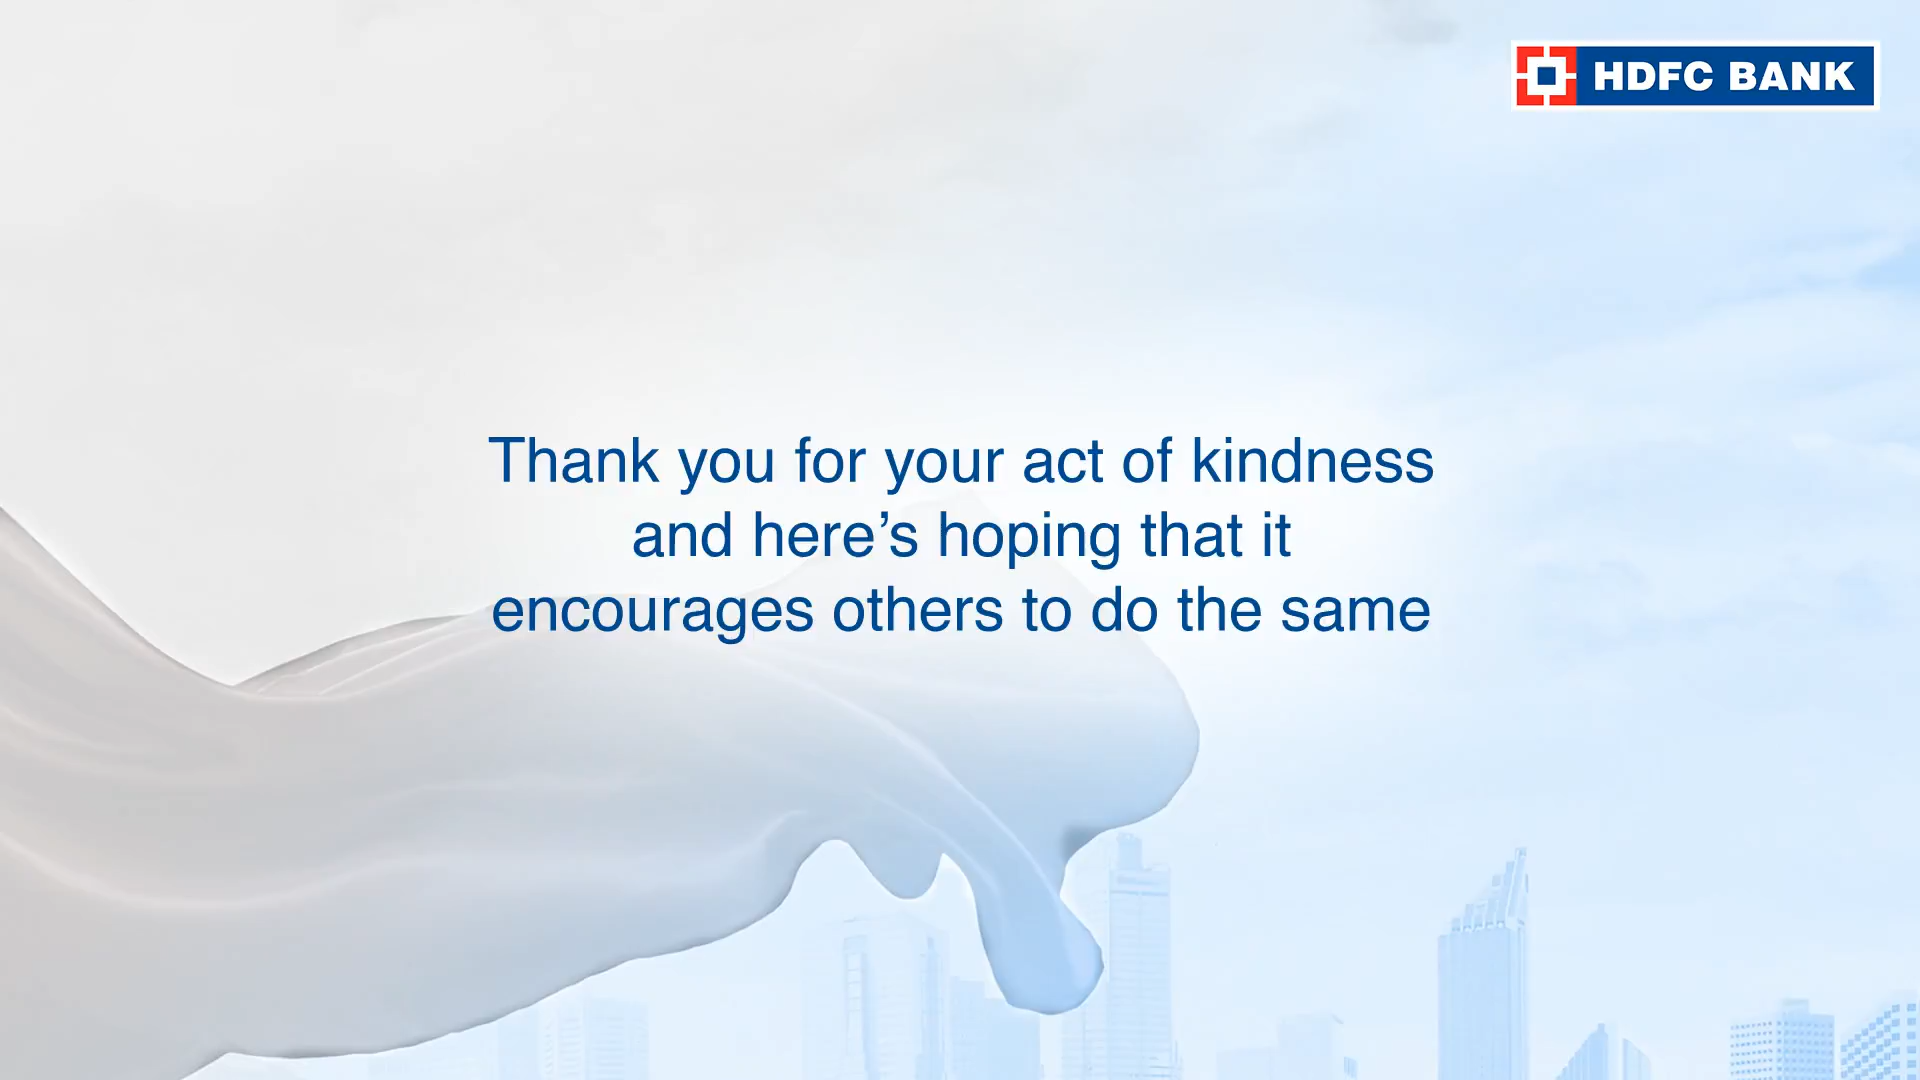 HDFC BANK
Thank you for your act of kindness
and here’s hoping that it
encourages others to do the same